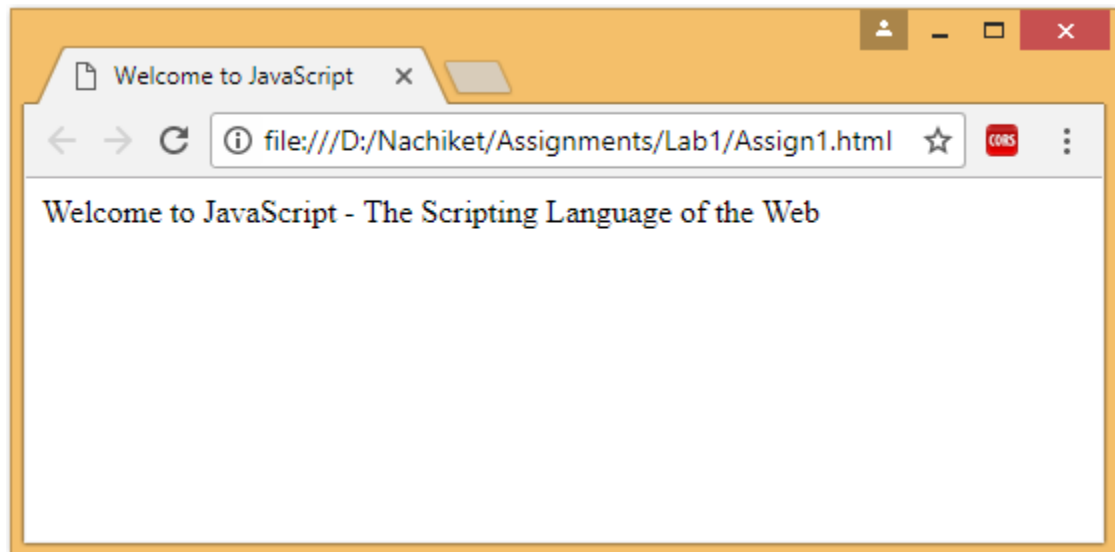 Welcome to JavaScript
file:///D:/Nachiket/Assignments/Lab1/Assign1.html
CORS
Welcome to JavaScript - The Scripting Language of the Web